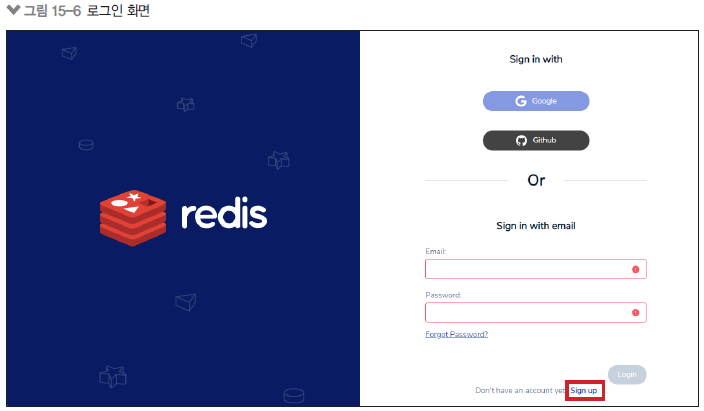 그림 15-6 로그인 화면
Sign in with
Google
Github
Or
redis
Sign in with email
Email:
Password:
Forgot Password?
Login
Don't have an account yet Sign up